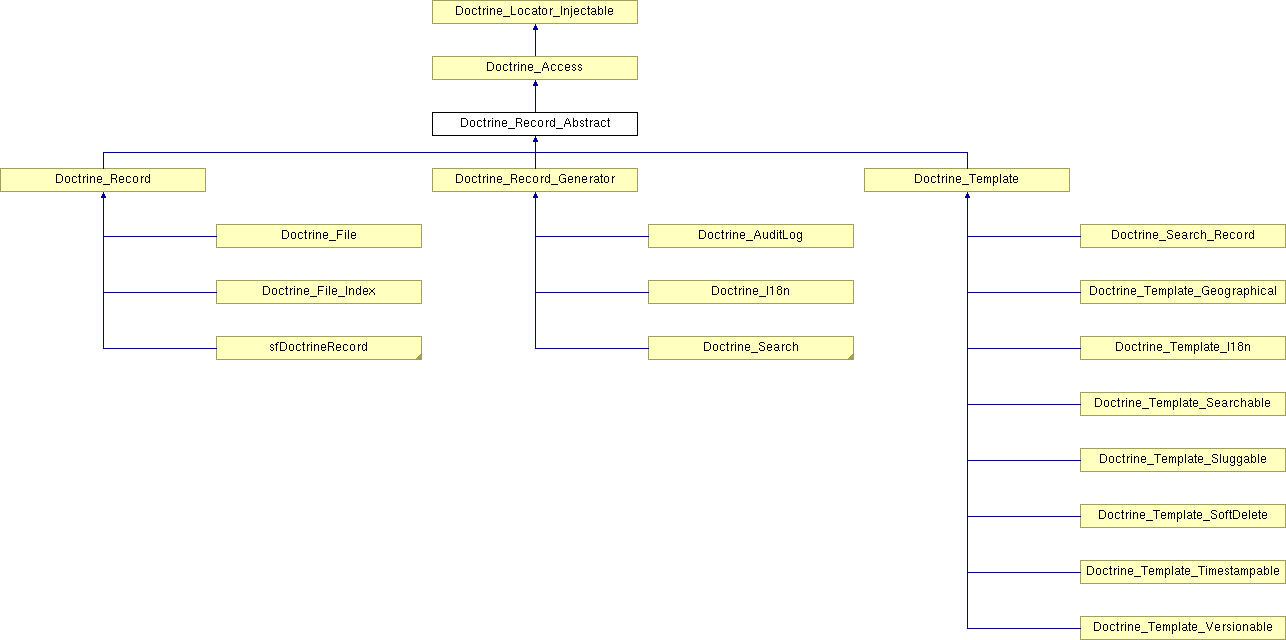 Doctrine_Locator_Injectable
Doctrine_Access
Doctrine_Record_Abstract
Doctrine_Record
Doctrine_Record_Generator
Doctrine_Template
Doctrine_File
Doctrine_AuditLog
Doctrine_Search_Record
Doctrine_File_Index
Doctrine_I18n
Doctrine_Template_Geographical
sfDoctrineRecord
Doctrine_Search
Doctrine_Template_I18n
Doctrine_Template_Searchable
Doctrine_Template_Sluggable
Doctrine_Template_SoftDelete
Doctrine_Template_Timestampable
Doctrine_Template_Versionable